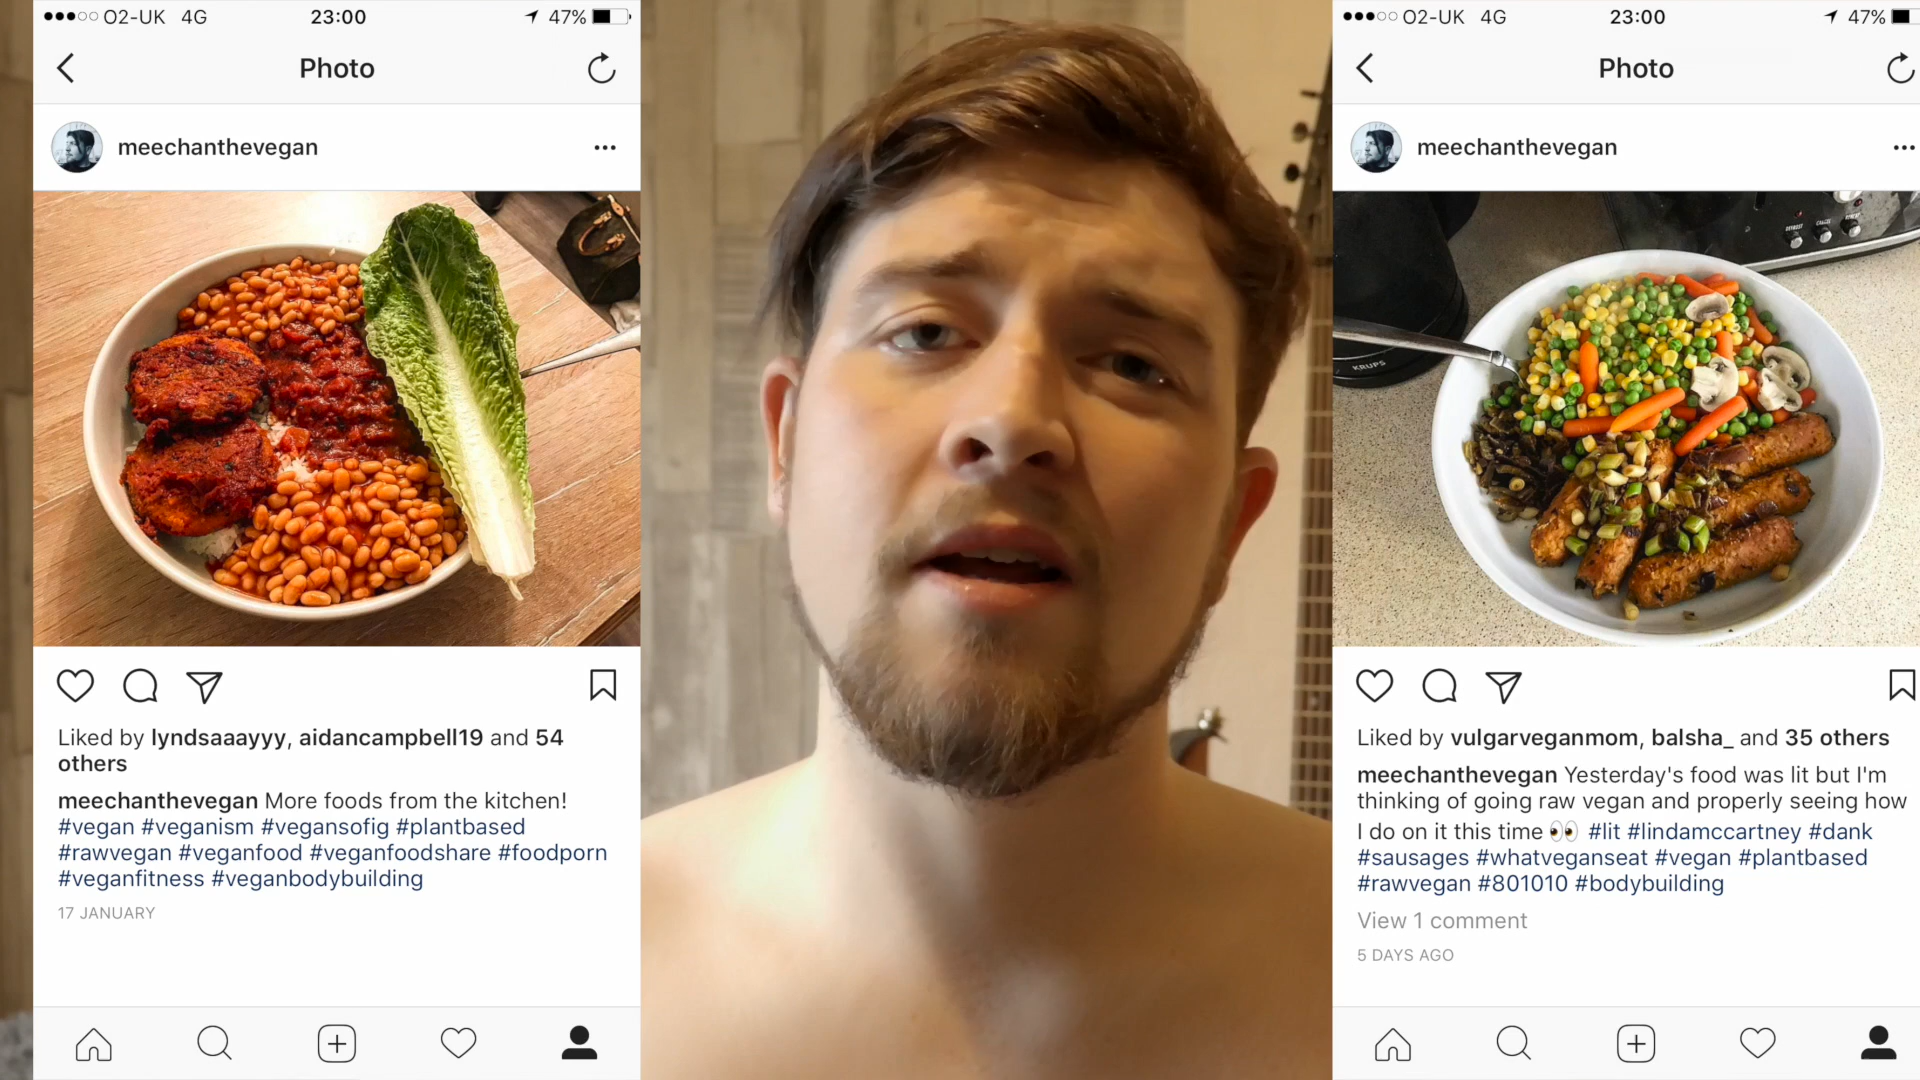 O2-UK 4G 23:00 47%
Photo
meechanthevegan
Liked by lyndsaaayyy, aidancampbell19 and 54
others
meechanthevegan More foods from the kitchen!
#vegan #veganism #vegansofig #plantbased
#rawvegan #veganfood #veganfoodshare #foodporn
#veganfitness #veganbodybuilding
17 JANUARY
O2-UK 4G 23:00 47%
Photo
meechanthevegan
KRUPS
Liked by vulgarveganmom, balsha_ and 35 others
meechanthevegan Yesterday's food was lit but I'm
thinking of going raw vegan and properly seeing how
I do on it this time 👀 #lit #lindamccartney #dank
#sausages #whatveganseat #vegan #plantbased
#rawvegan #801010 #bodybuilding
View 1 comment
5 DAYS AGO